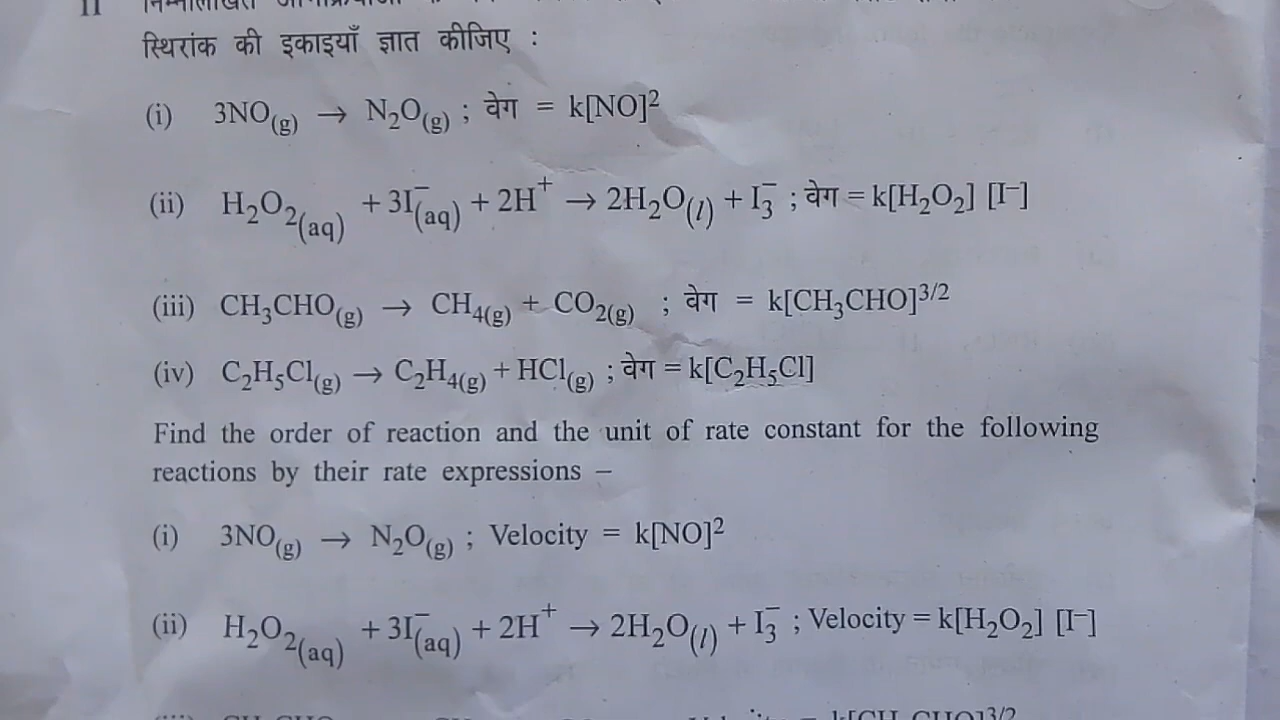 11
स्थिरांक की इकाइयाँ ज्ञात कीजिए :
(i) 3NO(g) → N₂O(g) ; वेग = k[NO]²
(ii) H₂O₂(aq) + 3I⁻(aq) + 2H⁺ → 2H₂O(l) + I₃⁻ ; वेग = k[H₂O₂] [I⁻]
(iii) CH₃CHO(g) → CH₄(g) + CO₂(g) ; वेग = k[CH₃CHO]³/²
(iv) C₂H₅Cl(g) → C₂H₄(g) + HCl(g) ; वेग = k[C₂H₅Cl]
Find the order of reaction and the unit of rate constant for the following
reactions by their rate expressions –
(i) 3NO(g) → N₂O(g) ; Velocity = k[NO]²
(ii) H₂O₂(aq) + 3I⁻(aq) + 2H⁺ → 2H₂O(l) + I₃⁻ ; Velocity = k[H₂O₂] [I⁻]